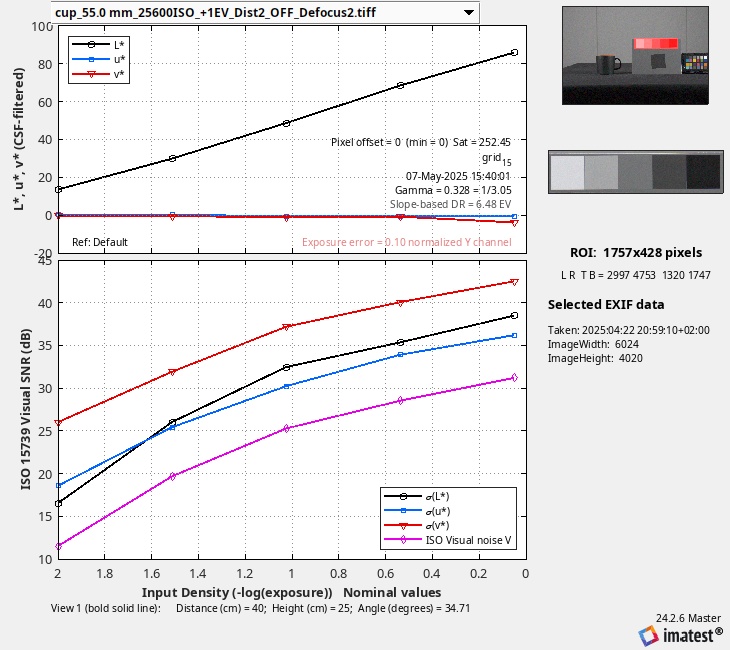 cup_55.0 mm_25600ISO_+1EV_Dist2_OFF_Defocus2.tiff
L*, u*, v* (CSF-filtered)
100
80
60
40
20
0
-20
L*
u*
v*
Pixel offset = 0 (min = 0) Sat = 252.45
grid15
07-May-2025 15:40:01
Gamma = 0.328 = 1/3.05
Slope-based DR = 6.48 EV
Ref: Default
Exposure error = 0.10 normalized Y channel
ISO 15739 Visual SNR (dB)
45
40
35
30
25
20
15
10
σ(L*)
σ(u*)
σ(v*)
ISO Visual noise V
2 1.8 1.6 1.4 1.2 1 0.8 0.6 0.4 0.2 0
Input Density (-log(exposure)) Nominal values
View 1 (bold solid line): Distance (cm) = 40; Height (cm) = 25; Angle (degrees) = 34.71
ROI: 1757x428 pixels
L R T B = 2997 4753 1320 1747
Selected EXIF data
Taken: 2025:04:22 20:59:10+02:00
ImageWidth: 6024
ImageHeight: 4020
24.2.6 Master
imatest®